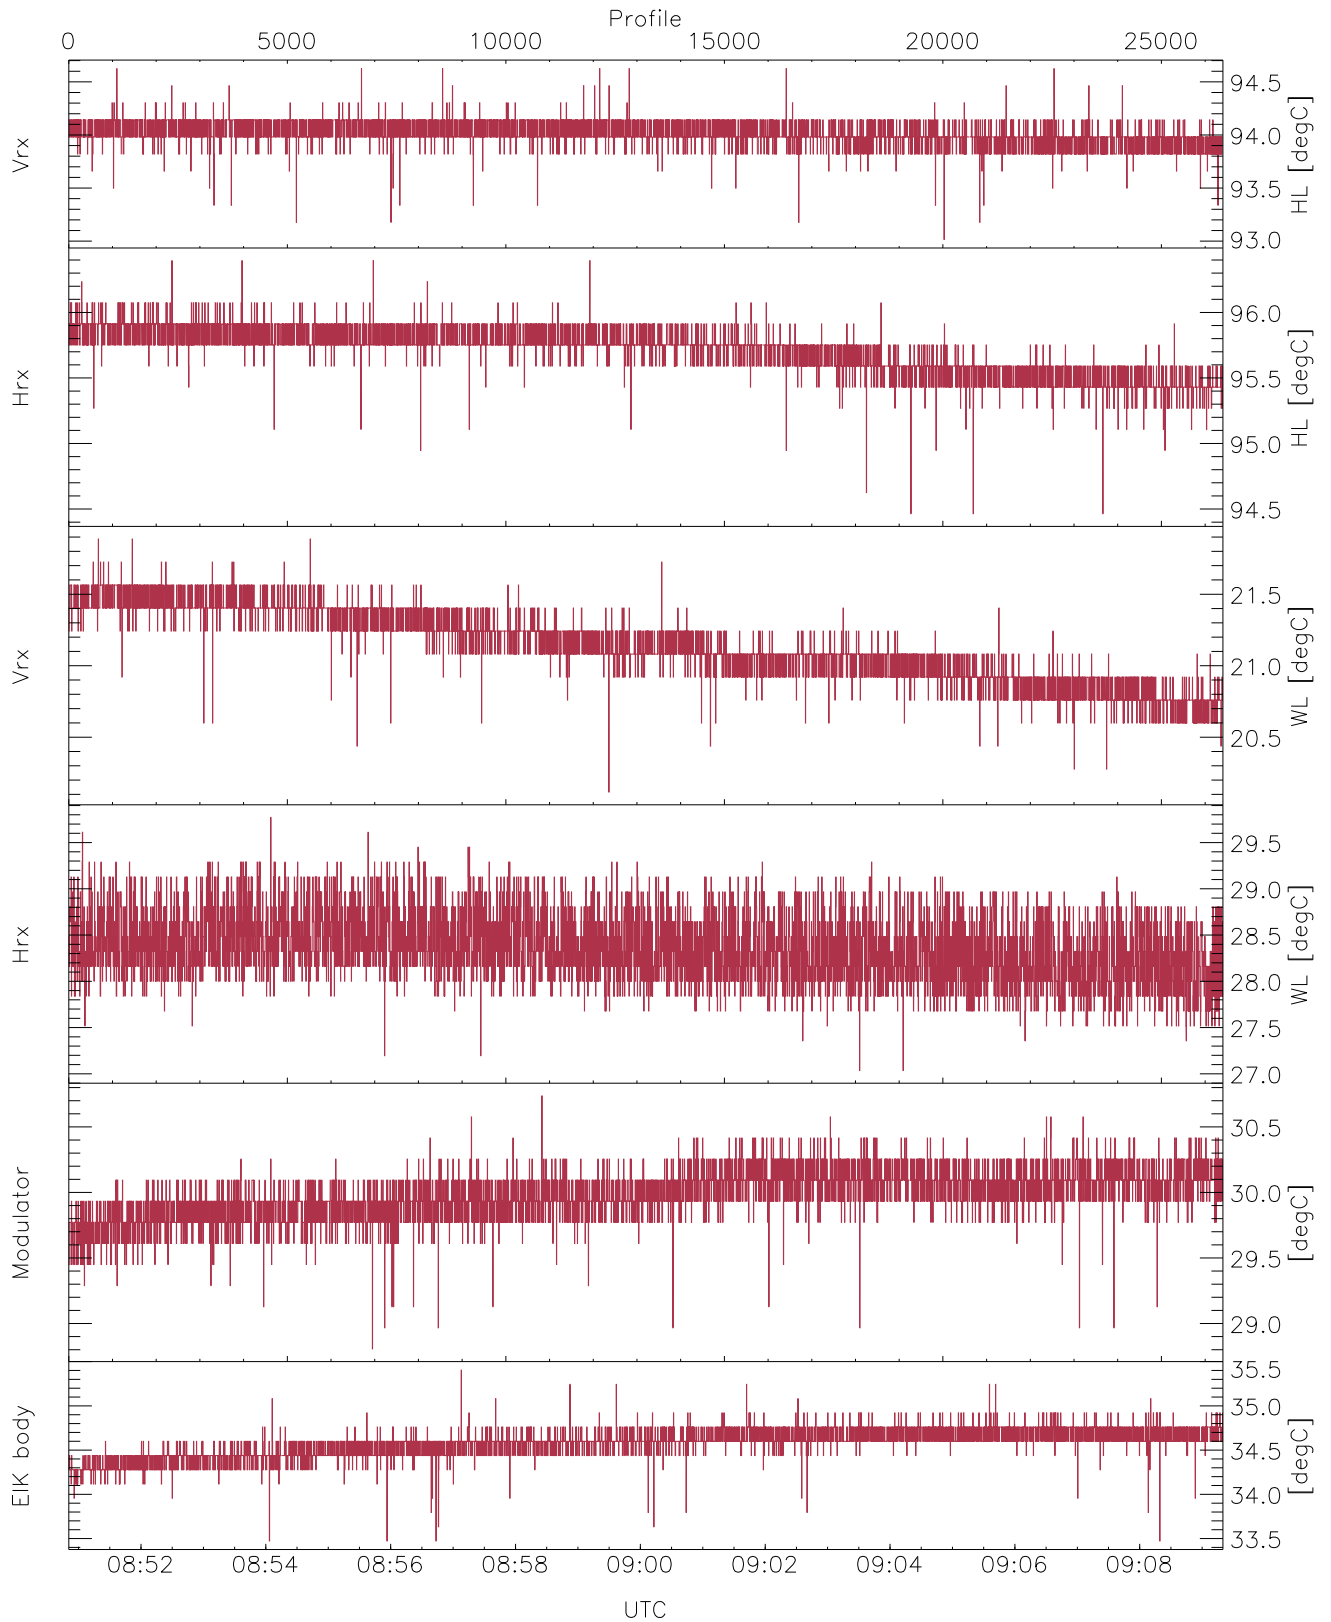 Profile
0 5000 10000 15000 20000 25000
Vrx
94.5
94.0
93.5
93.0
HL [degC]
Hrx
96.0
95.5
95.0
94.5
HL [degC]
Vrx
21.5
21.0
20.5
WL [degC]
Hrx
29.5
29.0
28.5
28.0
27.5
27.0
WL [degC]
Modulator
30.5
30.0
29.5
29.0
[degC]
EIK body
35.5
35.0
34.5
34.0
33.5
[degC]
08:52 08:54 08:56 08:58 09:00 09:02 09:04 09:06 09:08
UTC